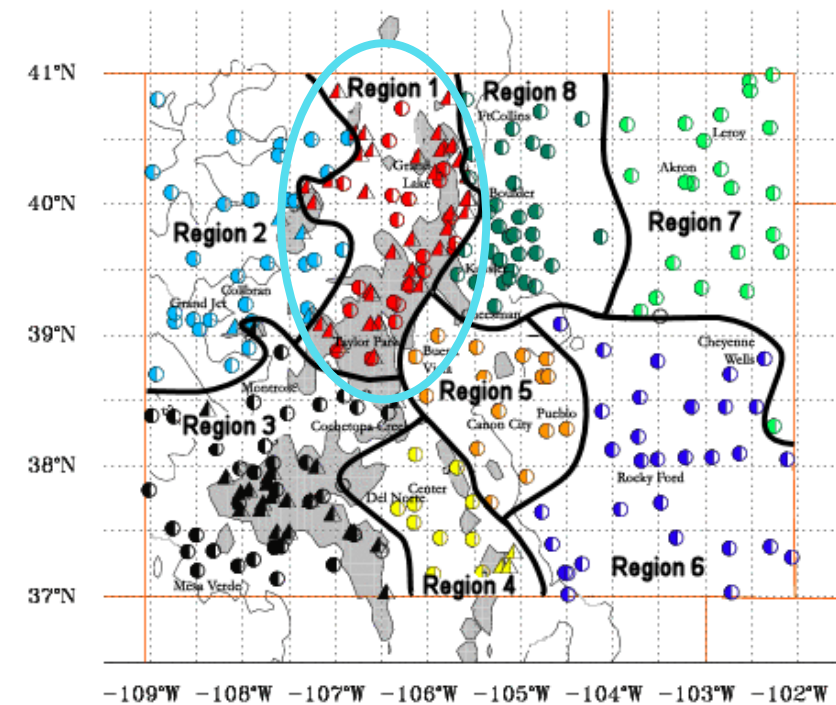 41°N
Region 1
Region 8
FtCollins
Leroy
Grand
Lake
Akron
40°N
Boulder
Region 2
Region 7
Collbran
Grand Jct
39°N
Taylor Park
Cheyenne
Wells
Buena
Vista
Montrose
Region 5
Region 3
Cochetopa Creek
Canon City
Pueblo
38°N
Rocky Ford
Del Norte
Center
Mesa Verde
Region 4
Region 6
37°N
-109°W -108°W -107°W -106°W -105°W -104°W -103°W -102°W